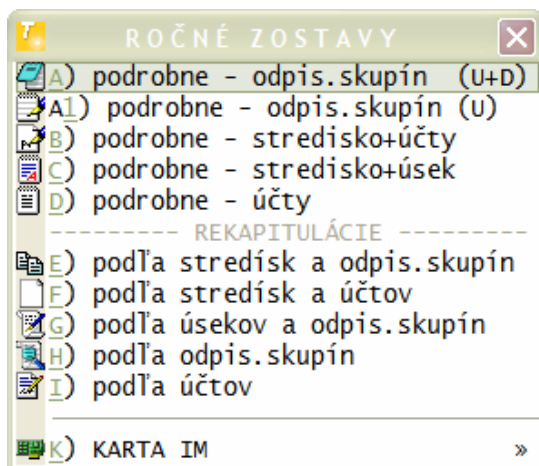 ROČNÉ ZOSTAVY
A) podrobne - odpis.skupín (U+D)
A1) podrobne - odpis.skupín (U)
B) podrobne - stredisko+účty
C) podrobne - stredisko+úsek
D) podrobne - účty
--------- REKAPITULÁCIE ---------
E) podľa stredísk a odpis.skupín
F) podľa stredísk a účtov
G) podľa úsekov a odpis.skupín
H) podľa odpis.skupín
I) podľa účtov
K) KARTA IM »